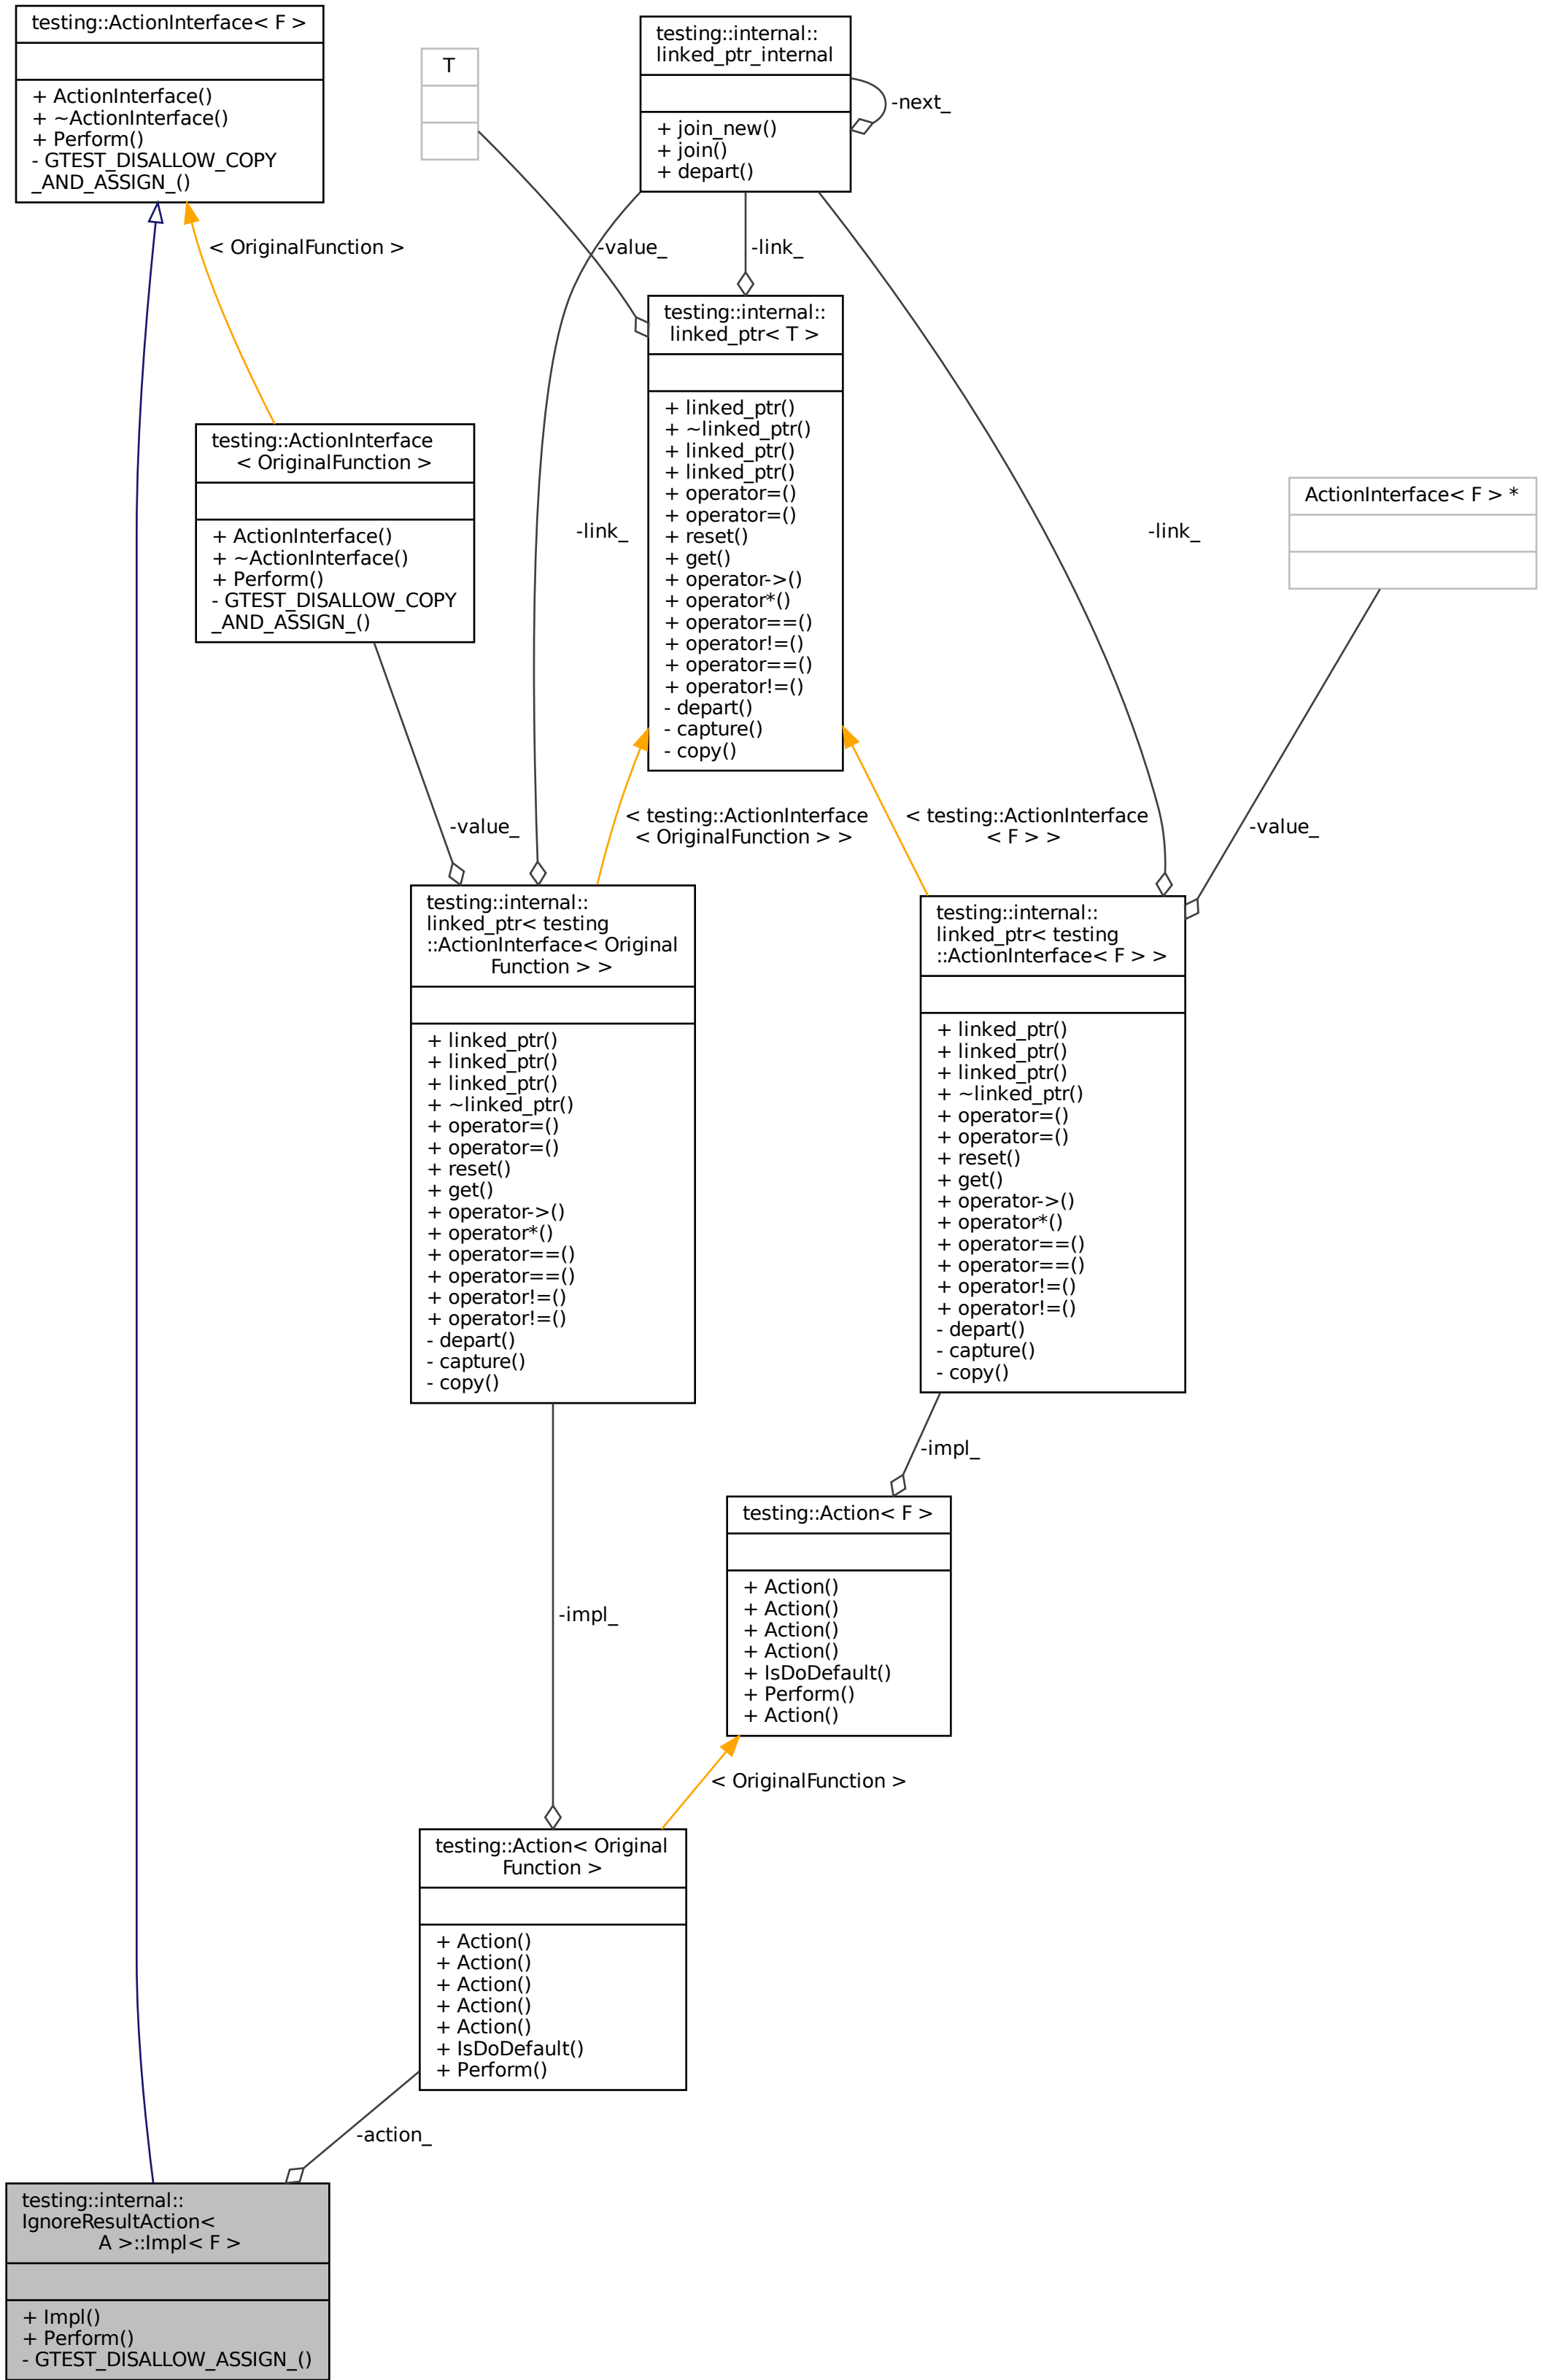 testing::ActionInterface< F >
+ ActionInterface()
+ ~ActionInterface()
+ Perform()
- GTEST_DISALLOW_COPY
_AND_ASSIGN_()
T
testing::internal::
linked_ptr_internal
+ join_new()
+ join()
+ depart()
-next_
< OriginalFunction >
-value_
-link_
testing::internal::
linked_ptr< T >
+ linked_ptr()
+ ~linked_ptr()
+ linked_ptr()
+ linked_ptr()
+ operator=()
+ operator=()
+ reset()
+ get()
+ operator->()
+ operator*()
+ operator==()
+ operator!=()
+ operator==()
+ operator!=()
- depart()
- capture()
- copy()
testing::ActionInterface
< OriginalFunction >
+ ActionInterface()
+ ~ActionInterface()
+ Perform()
- GTEST_DISALLOW_COPY
_AND_ASSIGN_()
-link_
-link_
ActionInterface< F > *
-value_
< testing::ActionInterface
< OriginalFunction > >
< testing::ActionInterface
< F > >
-value_
testing::internal::
linked_ptr< testing
::ActionInterface< Original
Function > >
+ linked_ptr()
+ linked_ptr()
+ linked_ptr()
+ ~linked_ptr()
+ operator=()
+ operator=()
+ reset()
+ get()
+ operator->()
+ operator*()
+ operator==()
+ operator==()
+ operator!=()
+ operator!=()
- depart()
- capture()
- copy()
testing::internal::
linked_ptr< testing
::ActionInterface< F > >
+ linked_ptr()
+ linked_ptr()
+ linked_ptr()
+ ~linked_ptr()
+ operator=()
+ operator=()
+ reset()
+ get()
+ operator->()
+ operator*()
+ operator==()
+ operator==()
+ operator!=()
+ operator!=()
- depart()
- capture()
- copy()
-impl_
testing::Action< F >
+ Action()
+ Action()
+ Action()
+ Action()
+ IsDoDefault()
+ Perform()
+ Action()
-impl_
< OriginalFunction >
testing::Action< Original
Function >
+ Action()
+ Action()
+ Action()
+ Action()
+ Action()
+ IsDoDefault()
+ Perform()
-action_
testing::internal::
IgnoreResultAction<
A >::Impl< F >
+ Impl()
+ Perform()
- GTEST_DISALLOW_ASSIGN_()